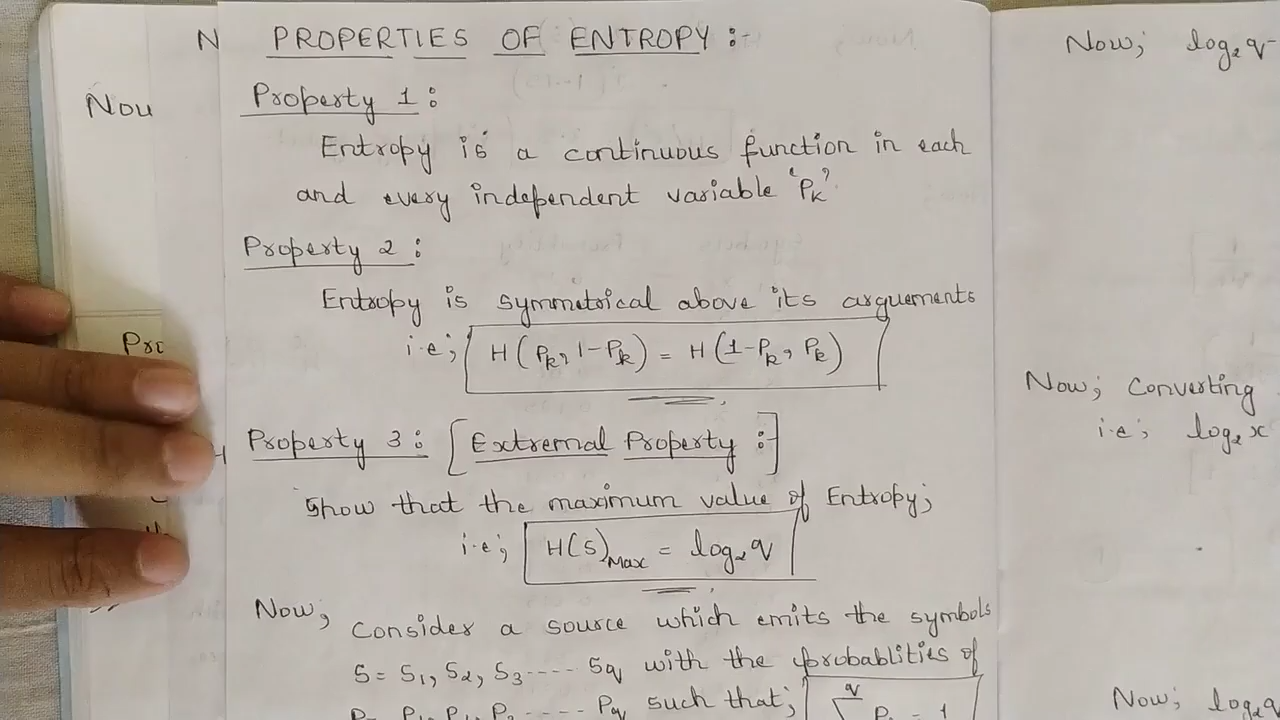 N
Nou
Pro
PROPERTIES OF ENTROPY :-
Property 1 :
Entropy is a continuous function in each
and every independent variable 'Pk'
Property 2 :
Entropy is symmetrical above its arguements
i.e; H(Pk, 1-Pk) = H(1-Pk, Pk)
Property 3 : [Extremal Property :-]
Show that the maximum value of Entropy;
i.e; H(S)Max = log₂ q
Now; Consider a source which emits the symbols
S = S₁, S₂, S₃ ----- Sq with the probablities of
such that;
Now; log₂ q -
Now; Converting
i.e; log₂ x
Now; log₂ q